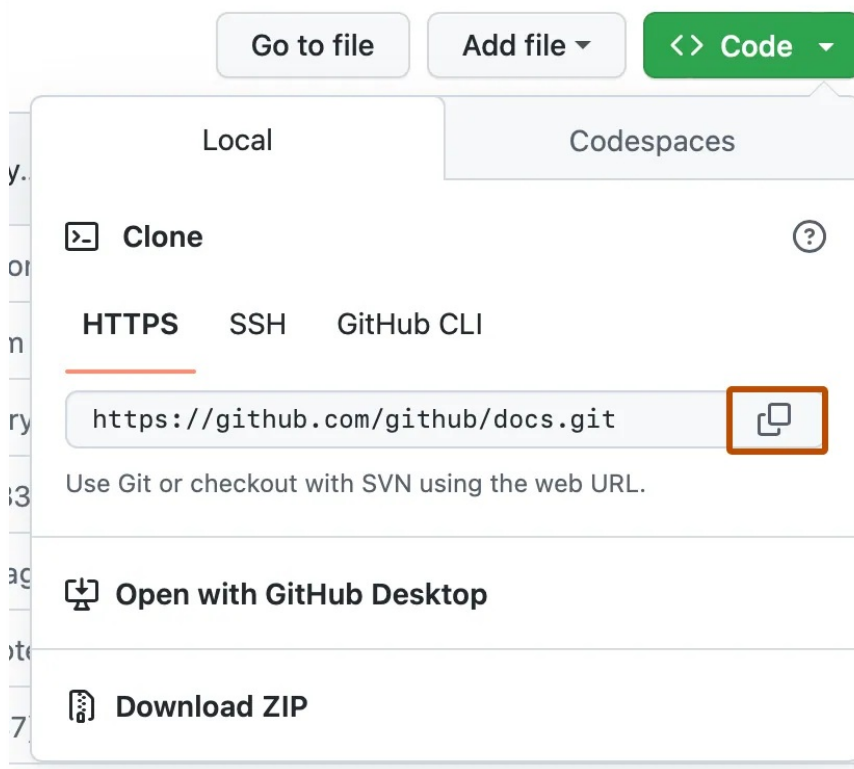 Go to file Add file Code
Local Codespaces
Clone
HTTPS SSH GitHub CLI
https://github.com/github/docs.git
Use Git or checkout with SVN using the web URL.
Open with GitHub Desktop
Download ZIP